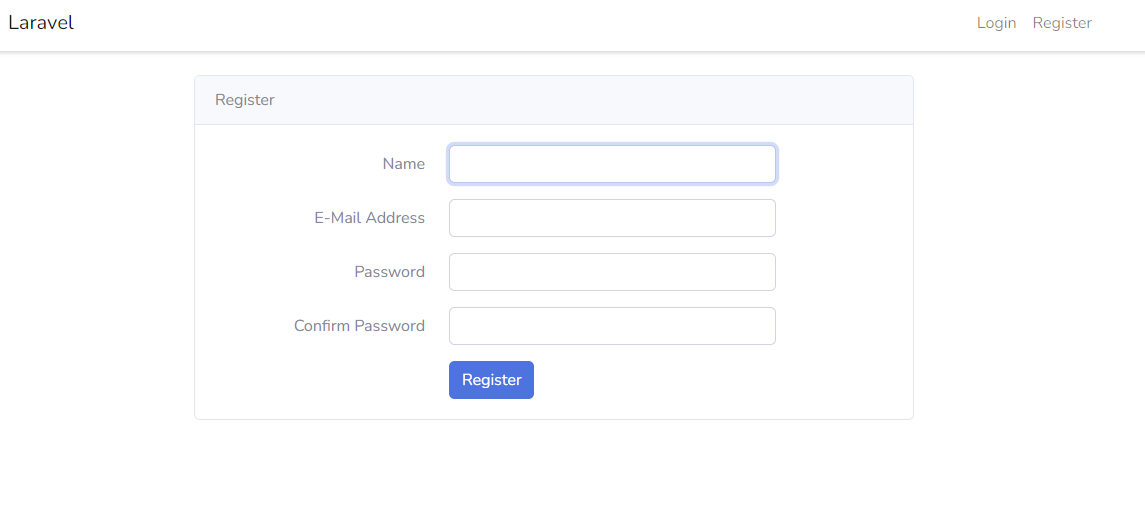 Laravel
Login Register
Register
Name
E-Mail Address
Password
Confirm Password
Register